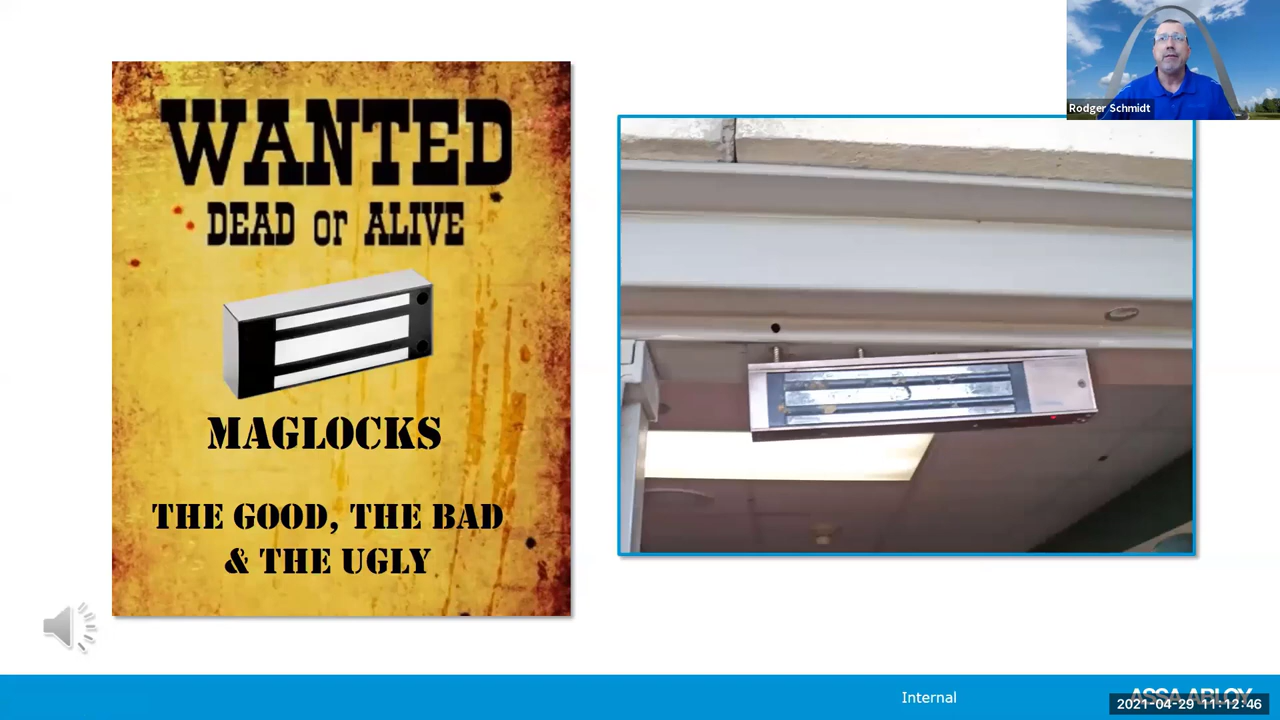 WANTED
DEAD or ALIVE
MAGLOCKS
THE GOOD, THE BAD
& THE UGLY
Rodger Schmidt
Internal
ASSA ABLOY
2021-04-29 11:12:46